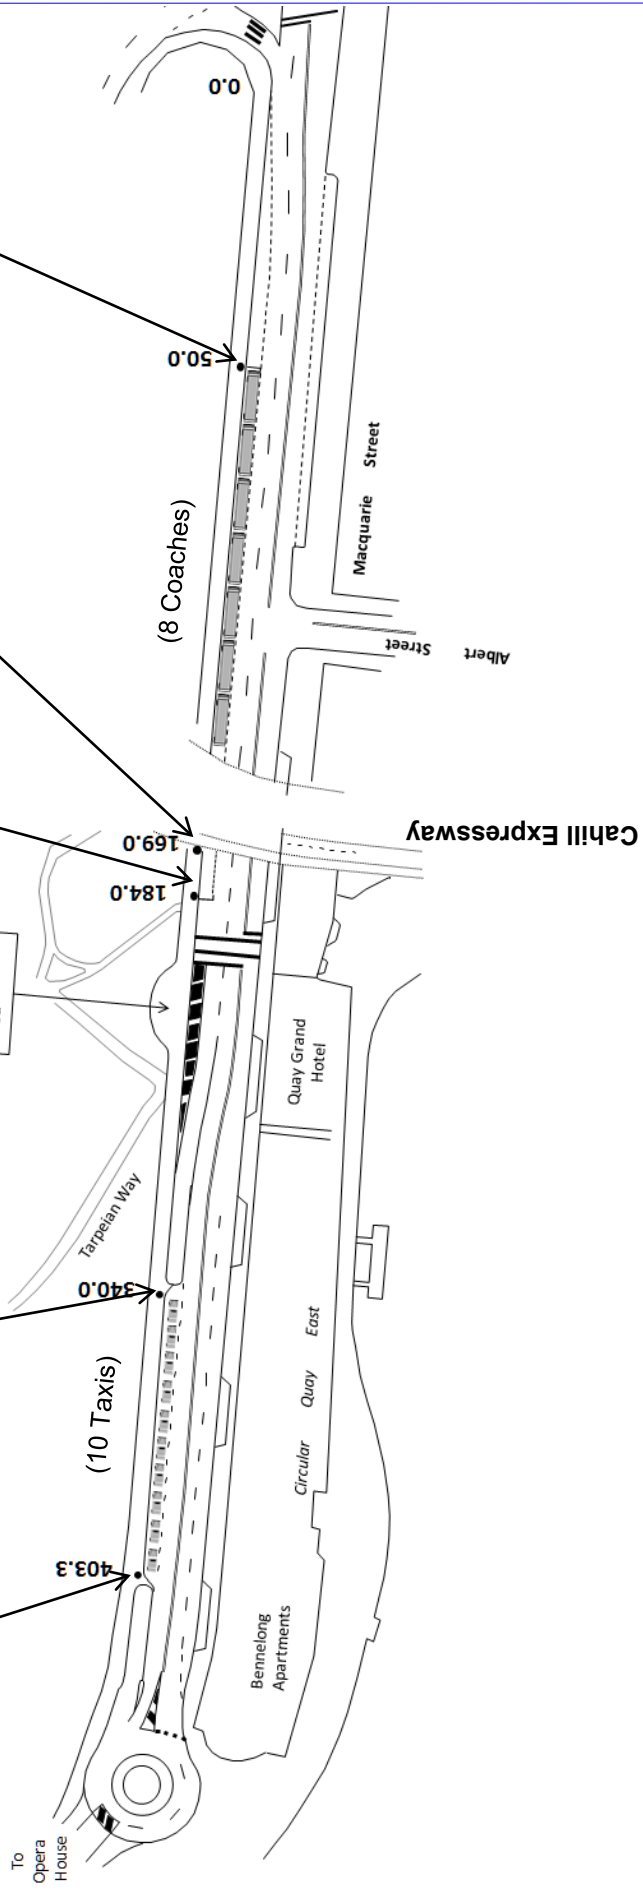 0.0
50.0
(8 Coaches)
Macquarie Street
Albert Street
Cahill Expressway
169.0
184.0
Quay Grand
Hotel
Tarpeian Way
340.0
(10 Taxis)
Circular Quay East
403.3
Bennelong
Apartments
To
Opera
House